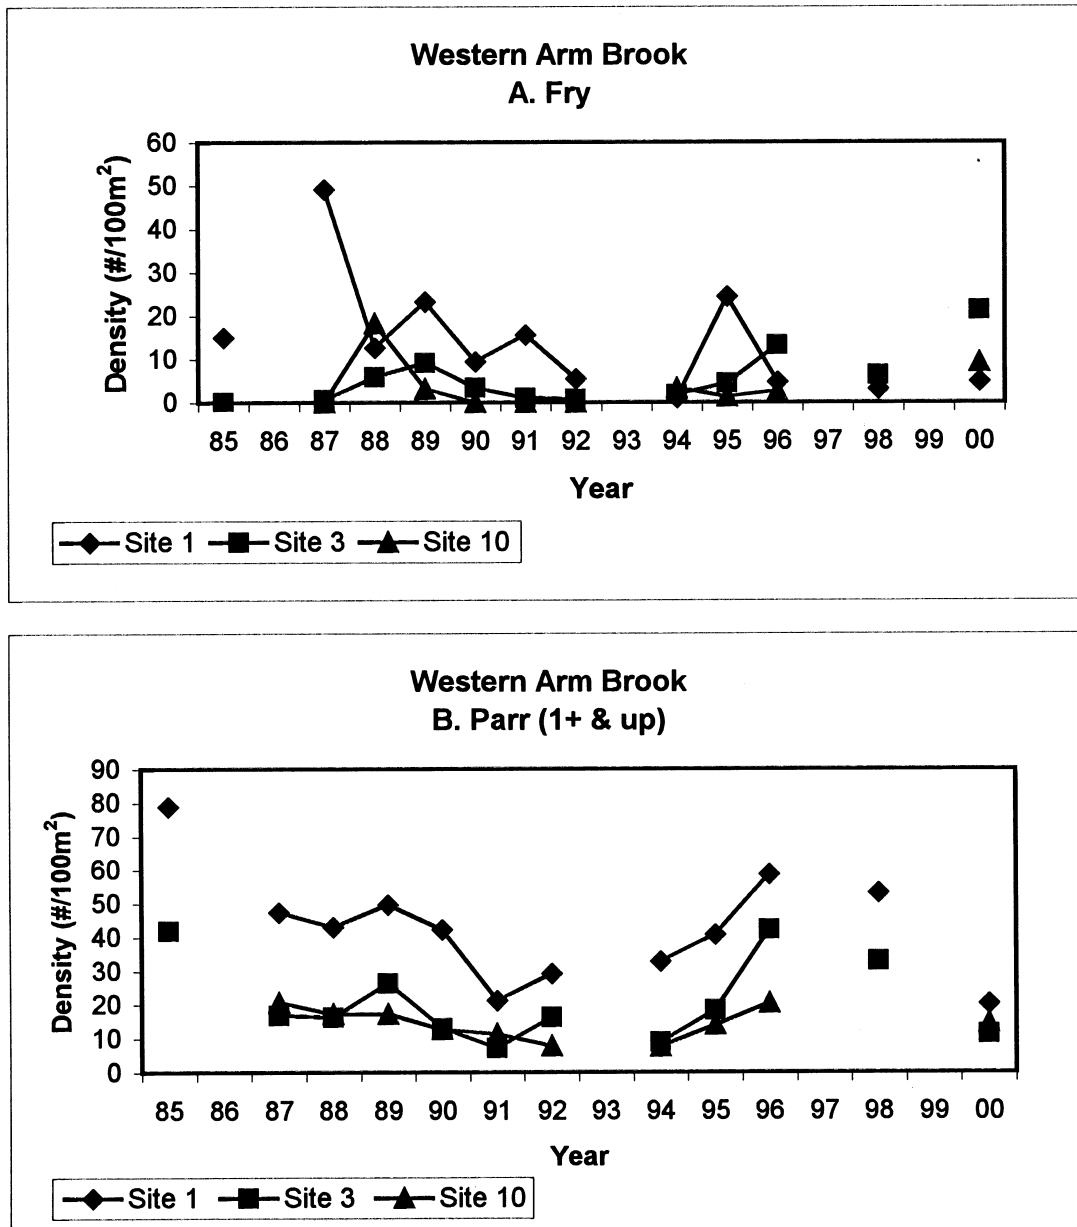 Western Arm Brook
A. Fry
Density (#/100m²)
60
50
40
30
20
10
0
85 86 87 88 89 90 91 92 93 94 95 96 97 98 99 00
Year
Site 1 Site 3 Site 10
Western Arm Brook
B. Parr (1+ & up)
Density (#/100m²)
90
80
70
60
50
40
30
20
10
0
85 86 87 88 89 90 91 92 93 94 95 96 97 98 99 00
Year
Site 1 Site 3 Site 10